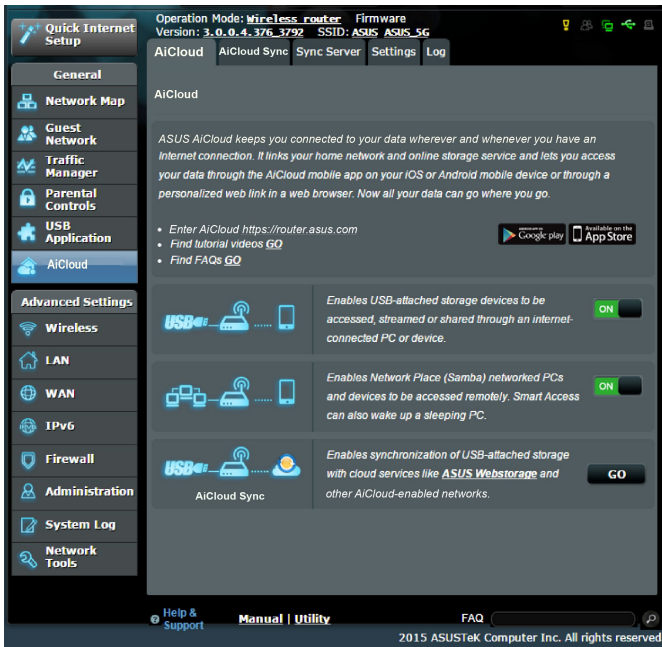 Quick Internet
Setup
Operation Mode: Wireless router Firmware
Version: 3.0.0.4.376_3792 SSID: ASUS ASUS_5G
AiCloud AiCloud Sync Sync Server Settings Log
General
Network Map
Guest
Network
Traffic
Manager
Parental
Controls
USB
Application
AiCloud
Advanced Settings
Wireless
LAN
WAN
IPv6
Firewall
Administration
System Log
Network
Tools
AiCloud
ASUS AiCloud keeps you connected to your data wherever and whenever you have an
Internet connection. It links your home network and online storage service and lets you access
your data through the AiCloud mobile app on your iOS or Android mobile device or through a
personalized web link in a web browser. Now all your data can go where you go.
• Enter AiCloud https://router.asus.com
• Find tutorial videos GO
• Find FAQs GO
Google play
Available on the
App Store
USB
Enables USB-attached storage devices to be
accessed, streamed or shared through an internet-
connected PC or device.
ON
Enables Network Place (Samba) networked PCs
and devices to be accessed remotely. Smart Access
can also wake up a sleeping PC.
ON
USB
AiCloud Sync
Enables synchronization of USB-attached storage
with cloud services like ASUS Webstorage and
other AiCloud-enabled networks.
GO
Help &
Support
Manual | Utility
FAQ
2015 ASUSTeK Computer Inc. All rights reserved